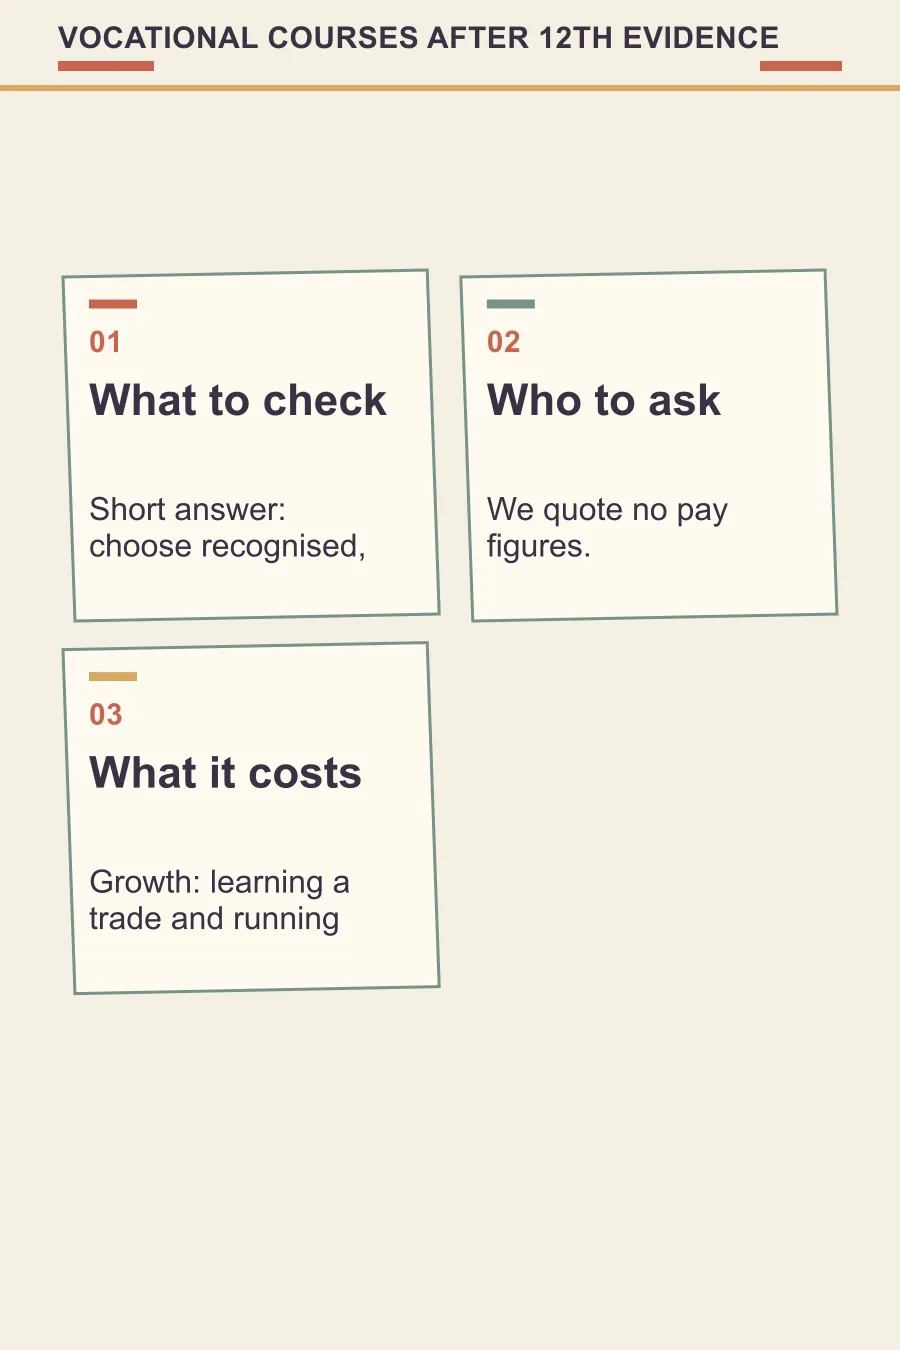 VOCATIONAL COURSES AFTER 12TH EVIDENCE
01
What to check
Short answer:
choose recognised,
02
Who to ask
We quote no pay
figures.
03
What it costs
Growth: learning a
trade and running